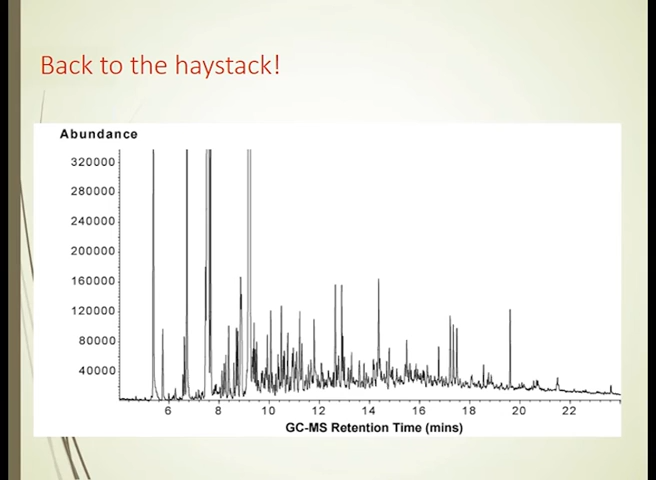 Back to the haystack!
Abundance
320000
280000
240000
200000
160000
120000
80000
40000
6 8 10 12 14 16 18 20 22
GC-MS Retention Time (mins)